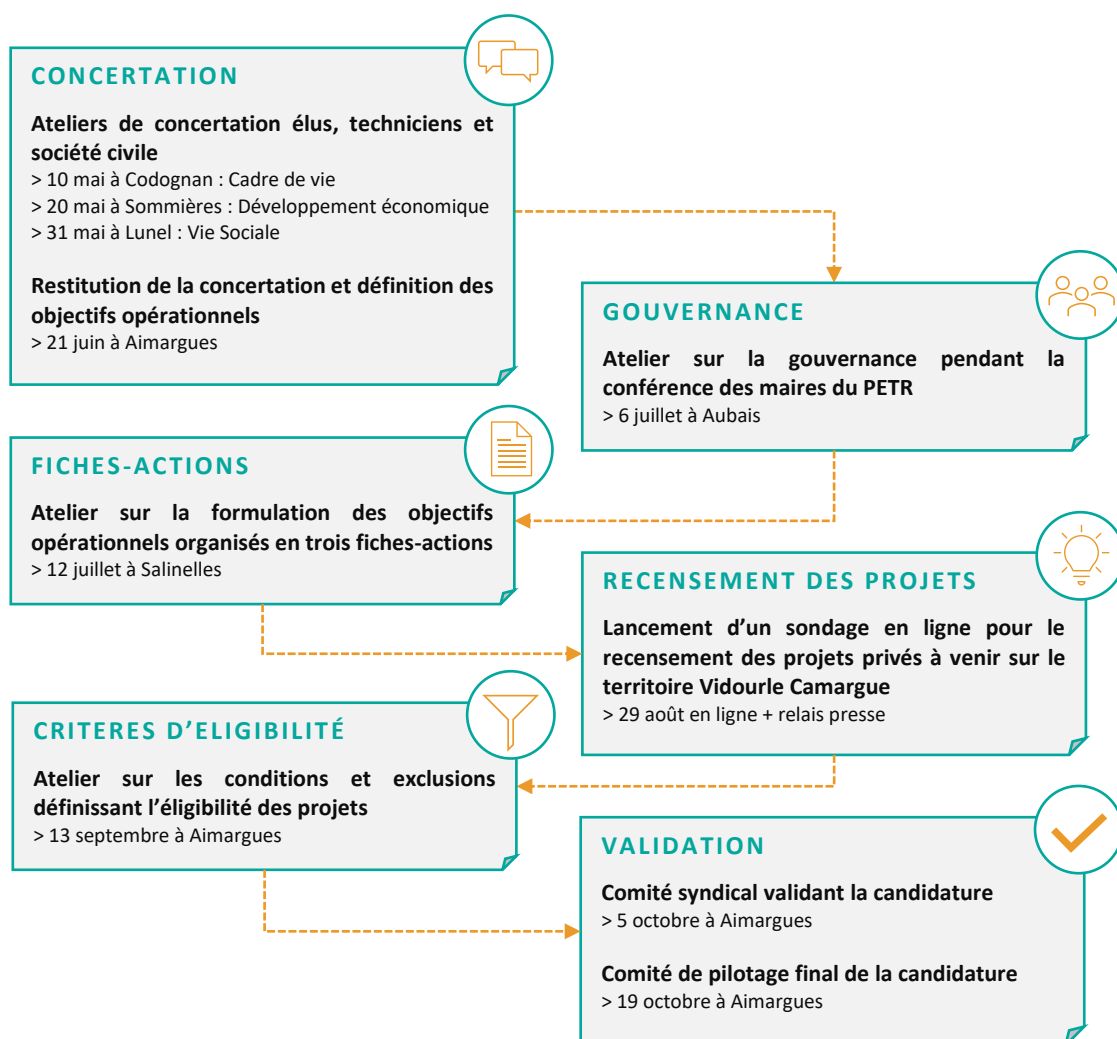 CONCERTATION
Ateliers de concertation élus, techniciens et
société civile
> 10 mai à Codognan : Cadre de vie
> 20 mai à Sommières : Développement économique
> 31 mai à Lunel : Vie Sociale
Restitution de la concertation et définition des
objectifs opérationnels
> 21 juin à Aimargues
GOUVERNANCE
Atelier sur la gouvernance pendant la
conférence des maires du PETR
> 6 juillet à Aubais
FICHES-ACTIONS
Atelier sur la formulation des objectifs
opérationnels organisés en trois fiches-actions
> 12 juillet à Salinelles
RECENSEMENT DES PROJETS
Lancement d’un sondage en ligne pour le
recensement des projets privés à venir sur le
territoire Vidourle Camargue
> 29 août en ligne + relais presse
CRITERES D’ELIGIBILITÉ
Atelier sur les conditions et exclusions
définissant l’éligibilité des projets
> 13 septembre à Aimargues
VALIDATION
Comité syndical validant la candidature
> 5 octobre à Aimargues
Comité de pilotage final de la candidature
> 19 octobre à Aimargues